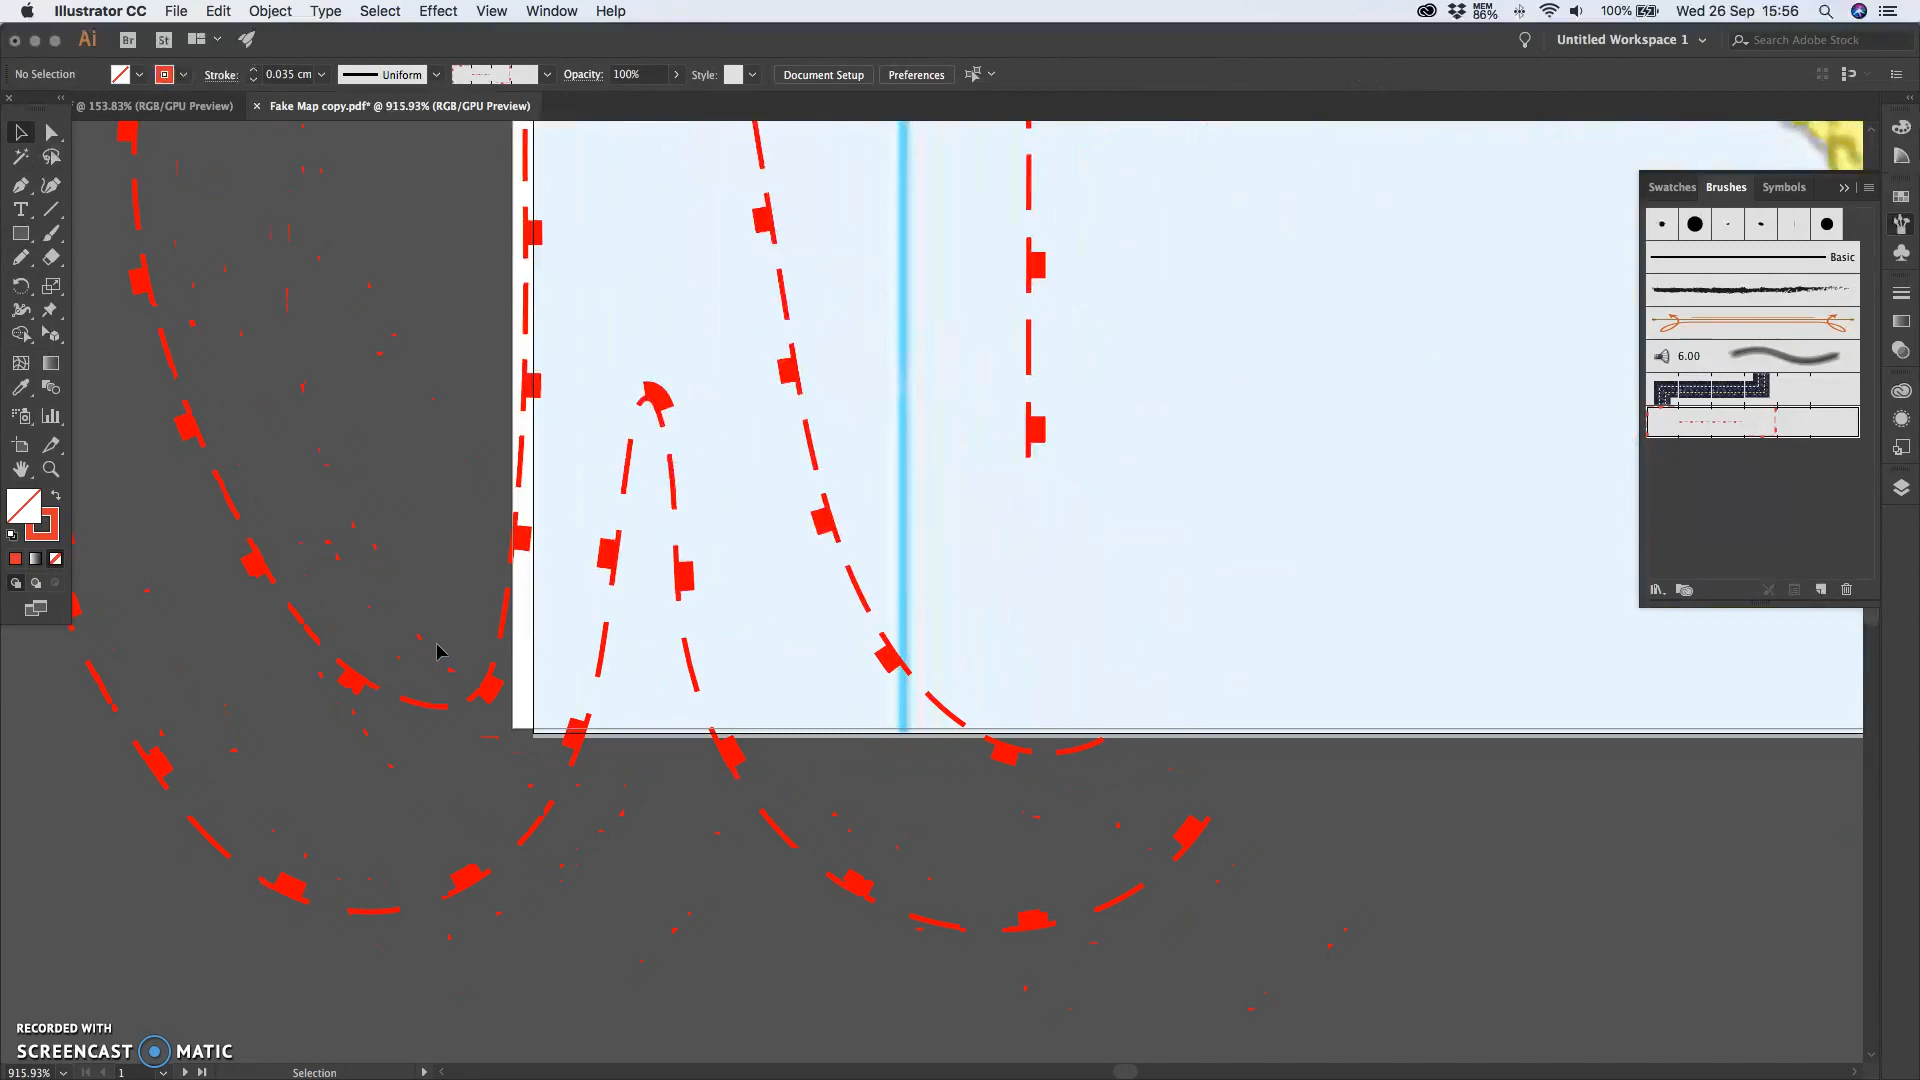 Illustrator CC File Edit Object Type Select Effect View Window Help MEM 86% 100% Wed 26 Sep 15:56
Ai Br St Untitled Workspace 1 Search Adobe Stock
No Selection Stroke: 0.035 cm Uniform Opacity: 100% Style: Document Setup Preferences
@ 153.83% (RGB/GPU Preview) × Fake Map copy.pdf* @ 915.93% (RGB/GPU Preview)
Swatches Brushes Symbols
Basic
6.00
RECORDED WITH
SCREENCAST MATIC
915.93% 1 Selection